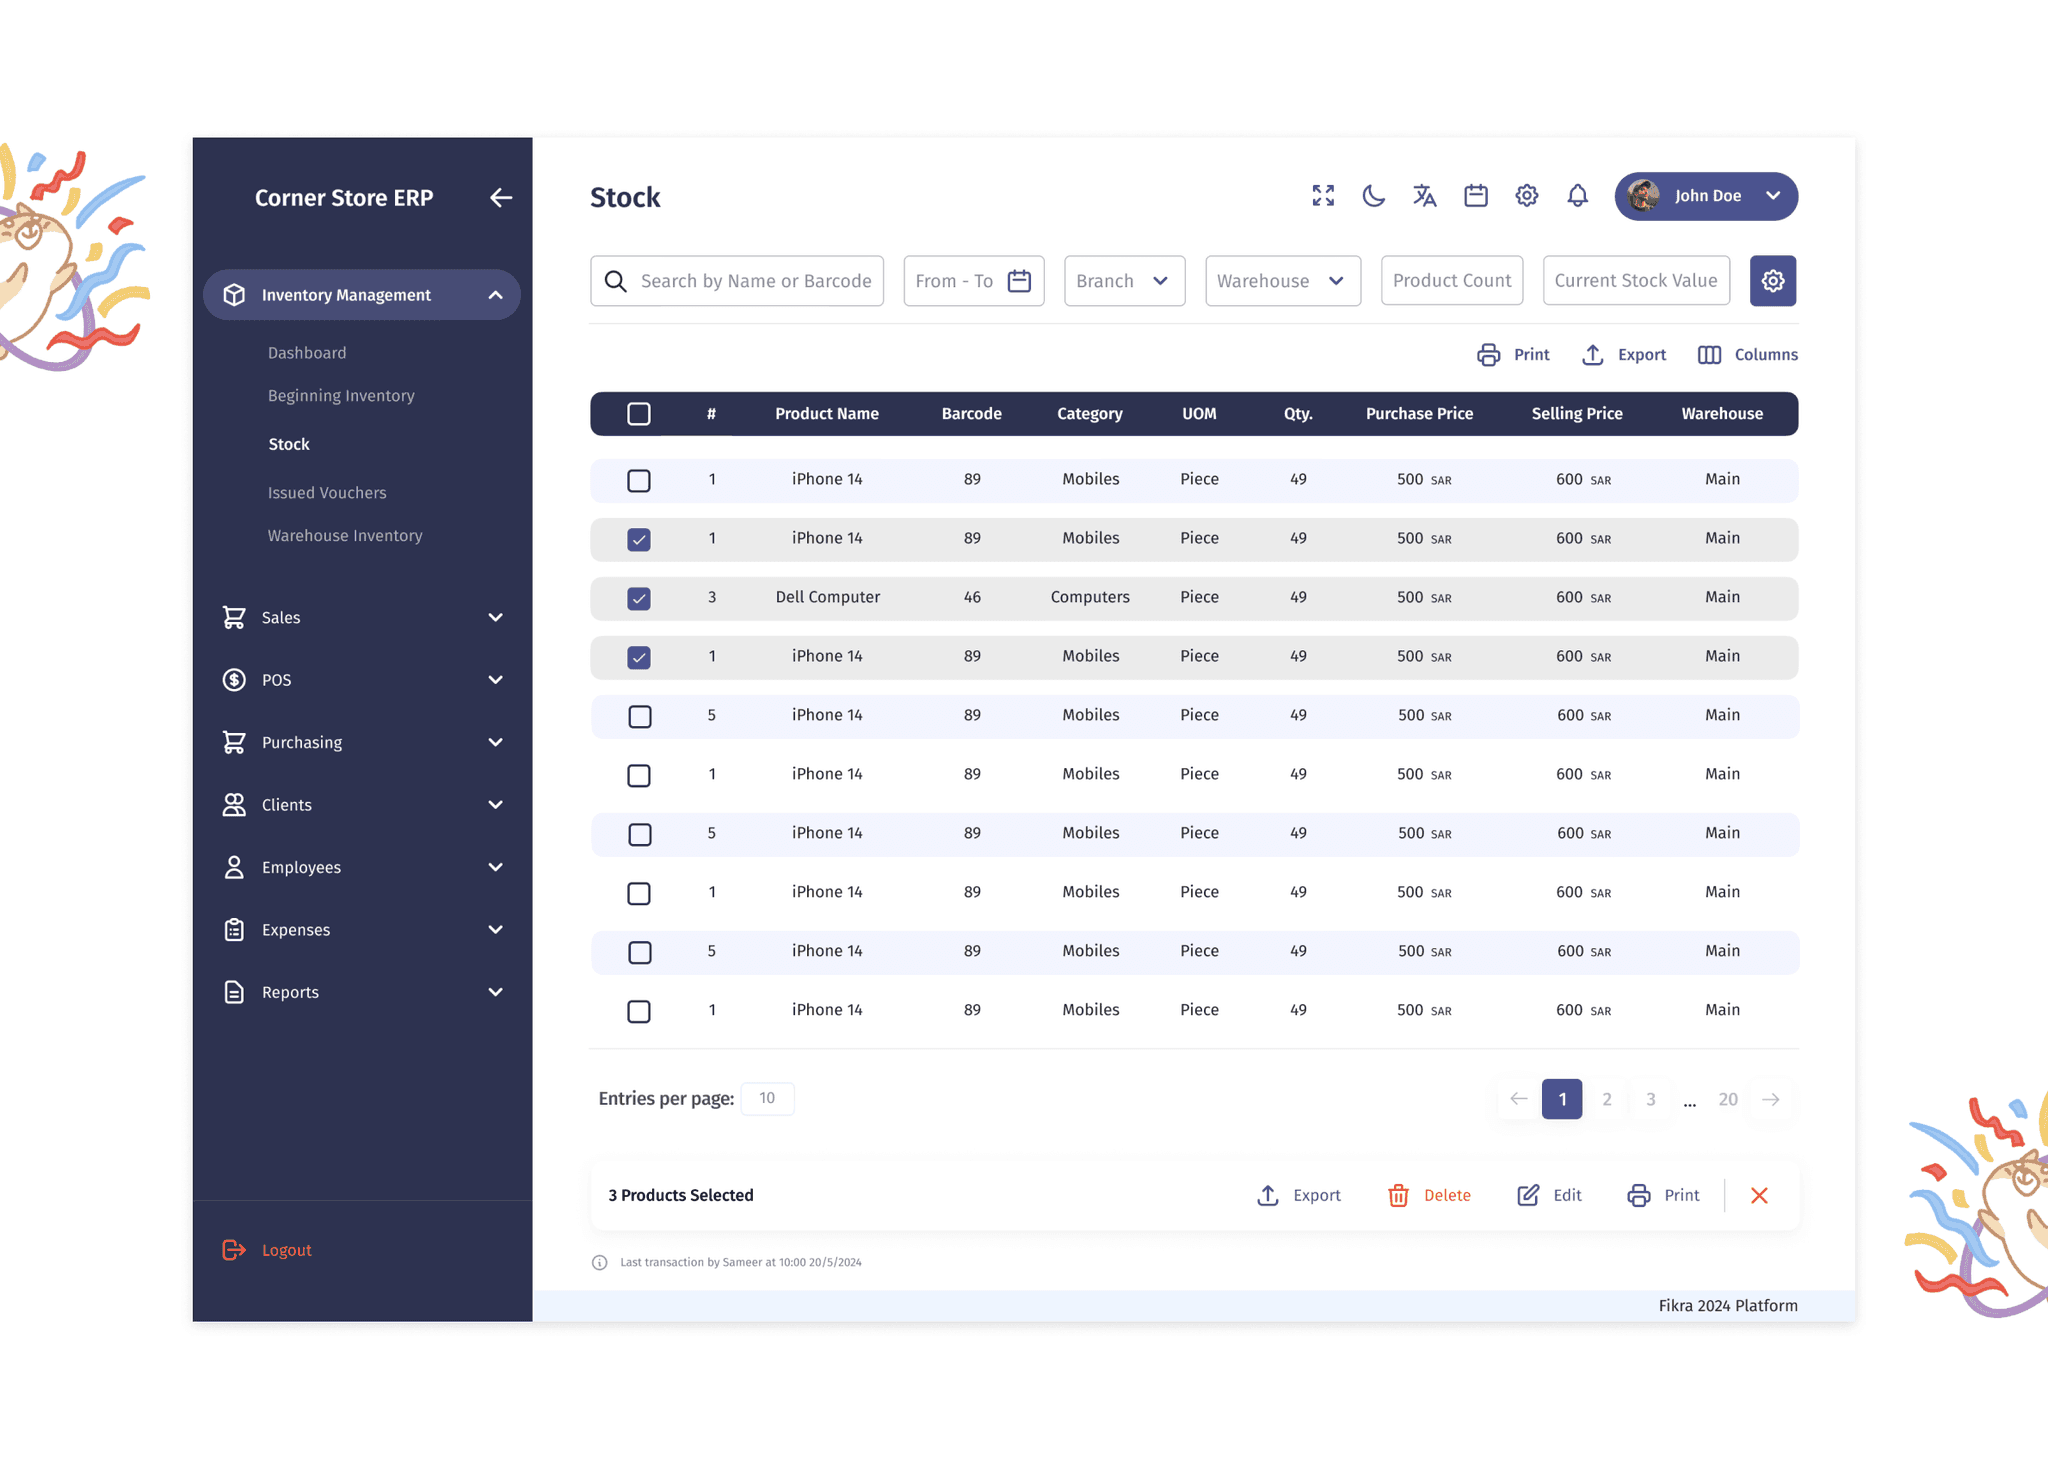 Corner Store ERP
Inventory Management
Dashboard
Beginning Inventory
Stock
Issued Vouchers
Warehouse Inventory
Sales
POS
Purchasing
Clients
Employees
Expenses
Reports
Logout
Stock
John Doe
Search by Name or Barcode From - To Branch Warehouse Product Count Current Stock Value
Print Export Columns
# Product Name Barcode Category UOM Qty. Purchase Price Selling Price Warehouse
1 iPhone 14 89 Mobiles Piece 49 500 SAR 600 SAR Main
1 iPhone 14 89 Mobiles Piece 49 500 SAR 600 SAR Main
3 Dell Computer 46 Computers Piece 49 500 SAR 600 SAR Main
1 iPhone 14 89 Mobiles Piece 49 500 SAR 600 SAR Main
5 iPhone 14 89 Mobiles Piece 49 500 SAR 600 SAR Main
1 iPhone 14 89 Mobiles Piece 49 500 SAR 600 SAR Main
5 iPhone 14 89 Mobiles Piece 49 500 SAR 600 SAR Main
1 iPhone 14 89 Mobiles Piece 49 500 SAR 600 SAR Main
5 iPhone 14 89 Mobiles Piece 49 500 SAR 600 SAR Main
1 iPhone 14 89 Mobiles Piece 49 500 SAR 600 SAR Main
Entries per page: 10
1 2 3 ... 20
3 Products Selected Export Delete Edit Print
Last transaction by Sameer at 10:00 20/5/2024
Fikra 2024 Platform